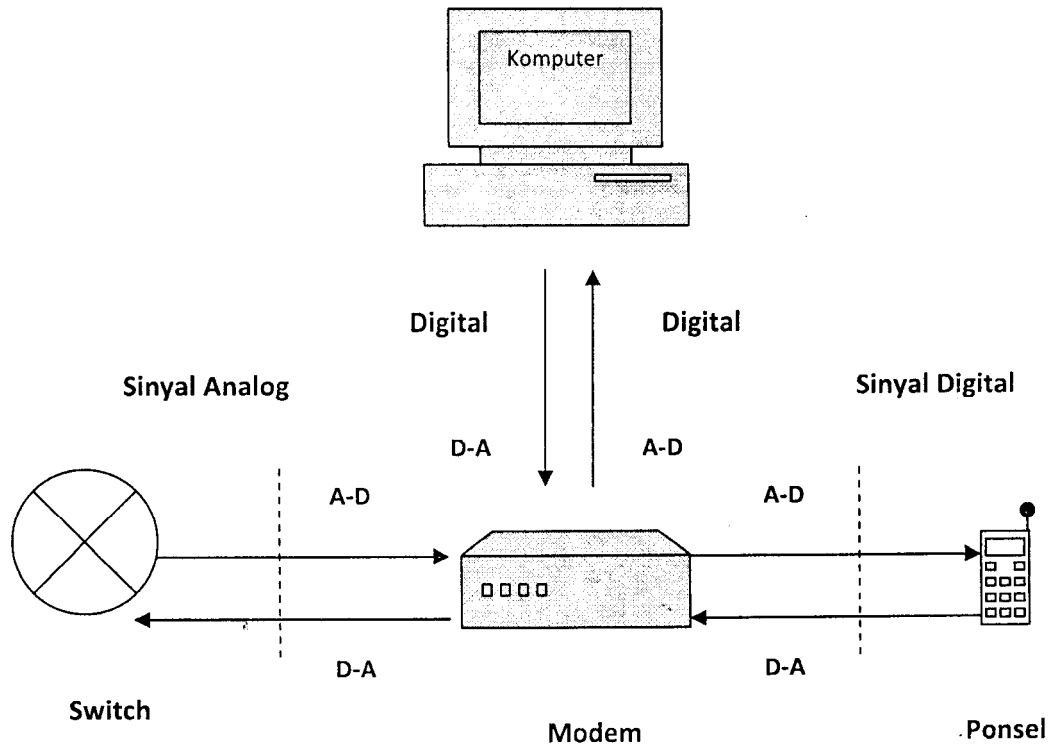 Komputer
Digital Digital
Sinyal Analog Sinyal Digital
D-A A-D
A-D A-D
D-A D-A
Switch Modem Ponsel